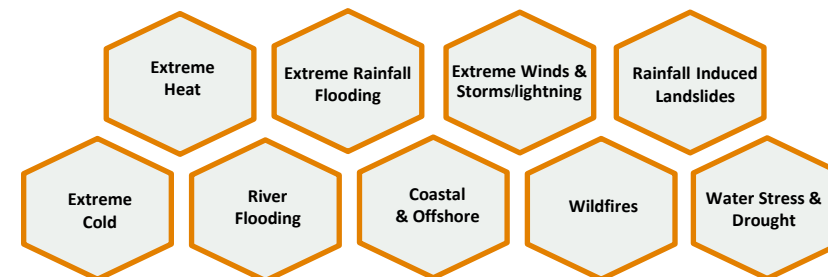 Extreme
Heat
Extreme Rainfall
Flooding
Extreme Winds &
Storms/lightning
Rainfall Induced
Landslides
Extreme
Cold
River
Flooding
Coastal
& Offshore
Wildfires
Water Stress &
Drought